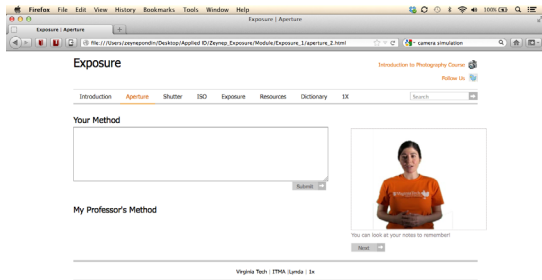 Firefox File Edit View History Bookmarks Tools Window Help 100%
Exposure | Aperture
Exposure | Aperture
file:///Users/zeynepondin/Desktop/Applied ID/Zeynep_Exposure/Module/Exposure_1/aperture_2.html camera simulation
Exposure
Introduction to Photography Course
Follow Us
Introduction Aperture Shutter ISO Exposure Resources Dictionary 1X Search
Your Method
Submit
My Professor's Method
You can look at your notes to remember!
Next
Virginia Tech | ITMA |Lynda | 1x